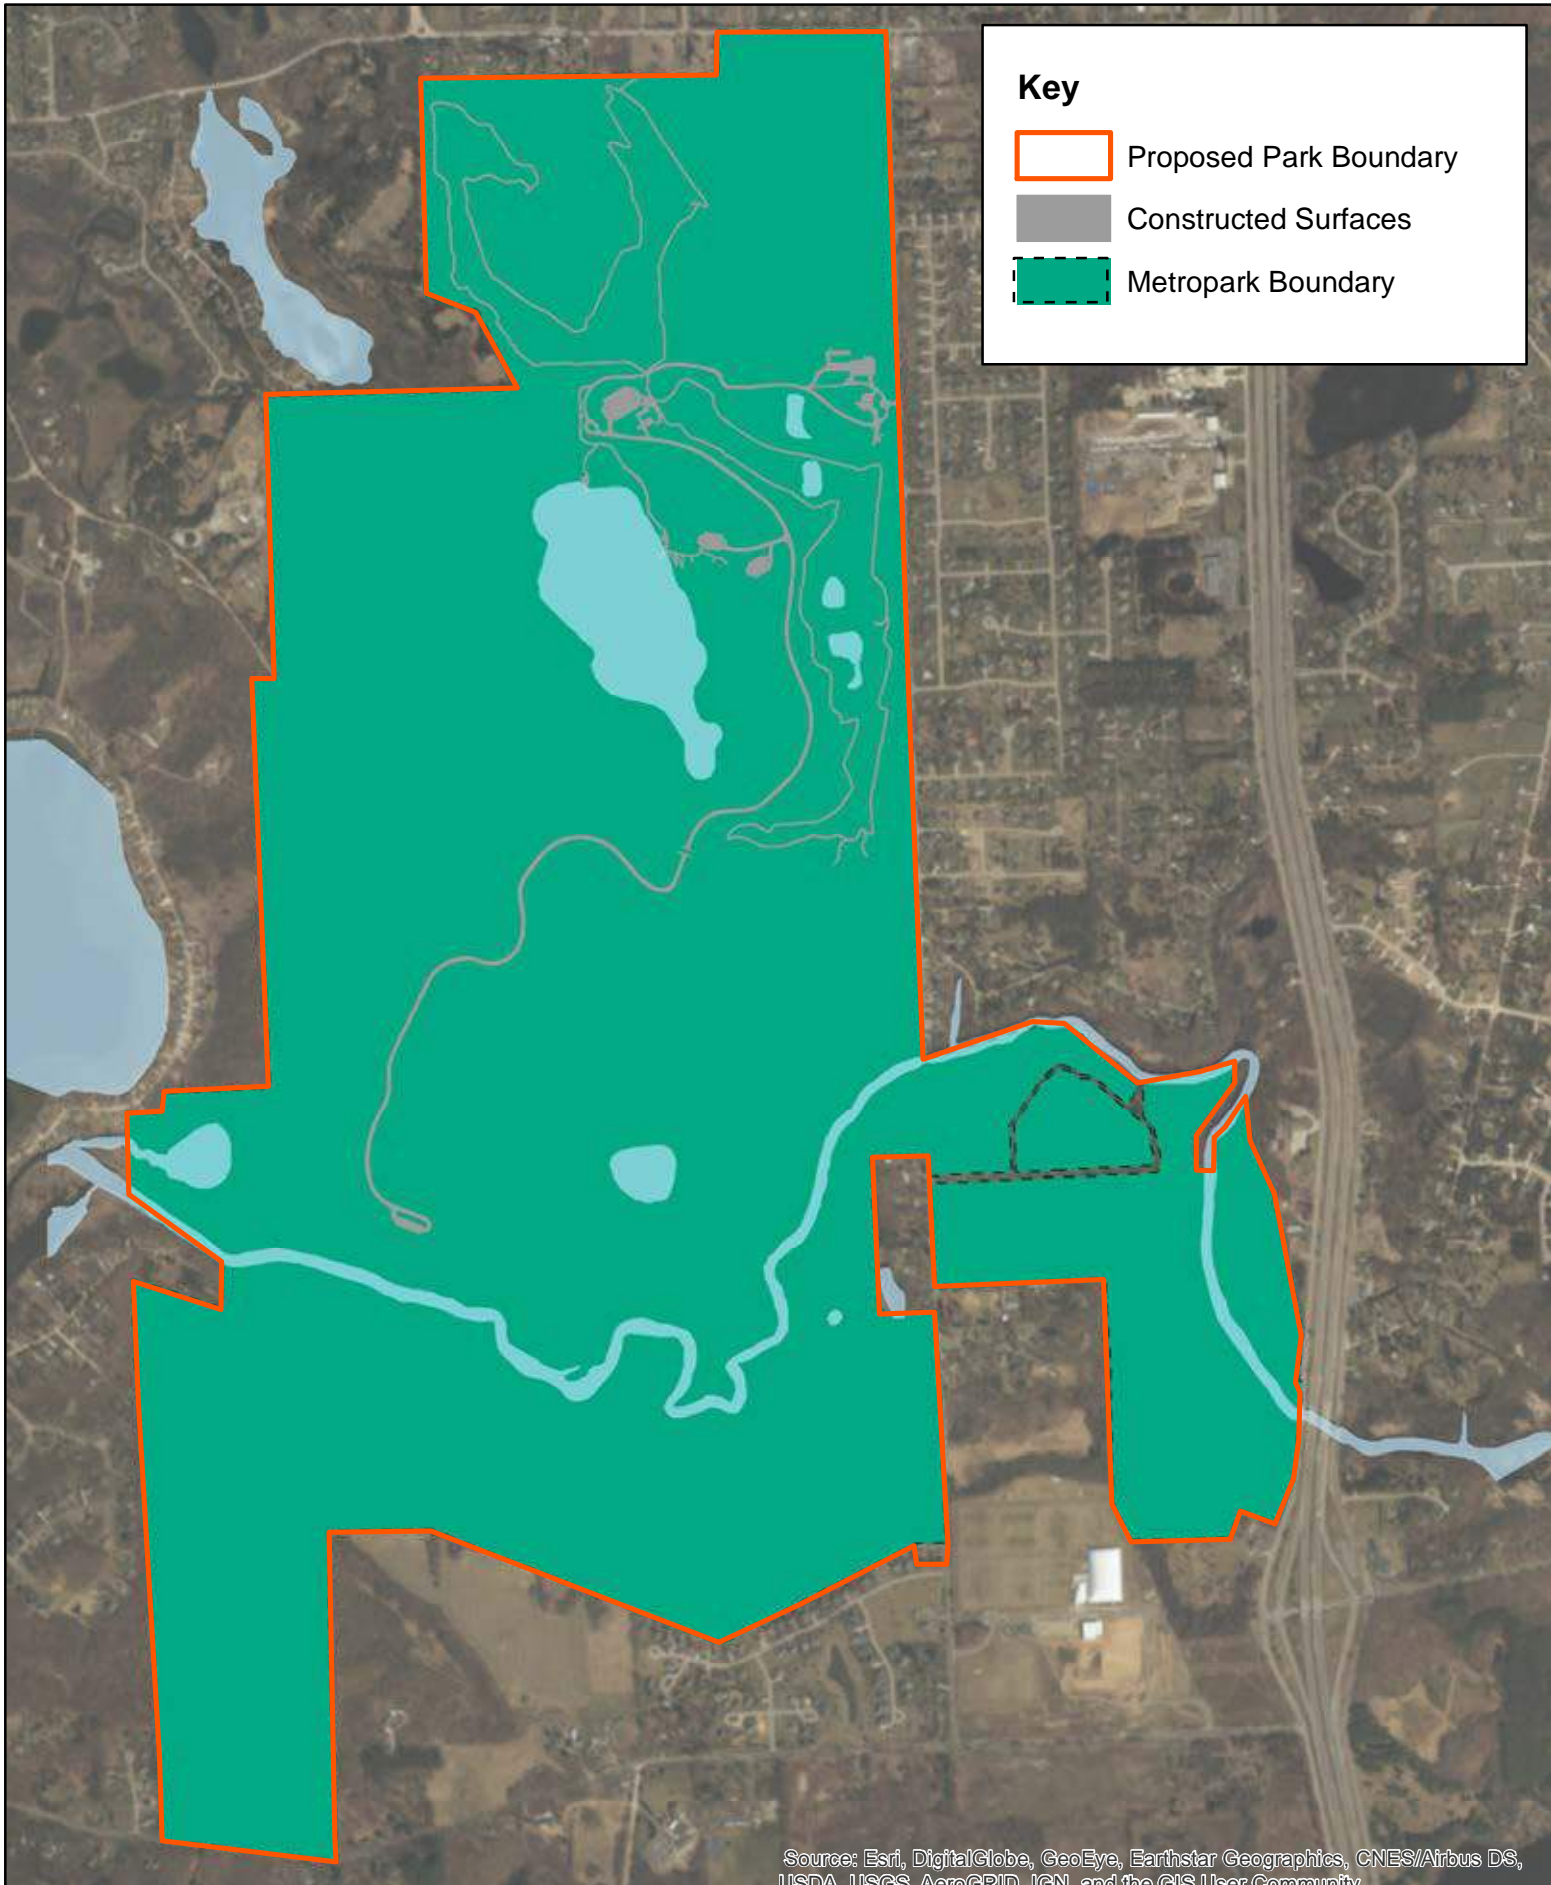 Key
Proposed Park Boundary
Constructed Surfaces
Metropark Boundary
Source: Esri, DigitalGlobe, GeoEye, Earthstar Geographics, CNES/Airbus DS,
USDA, USGS, AeroGRID, IGN, and the GIS User Community